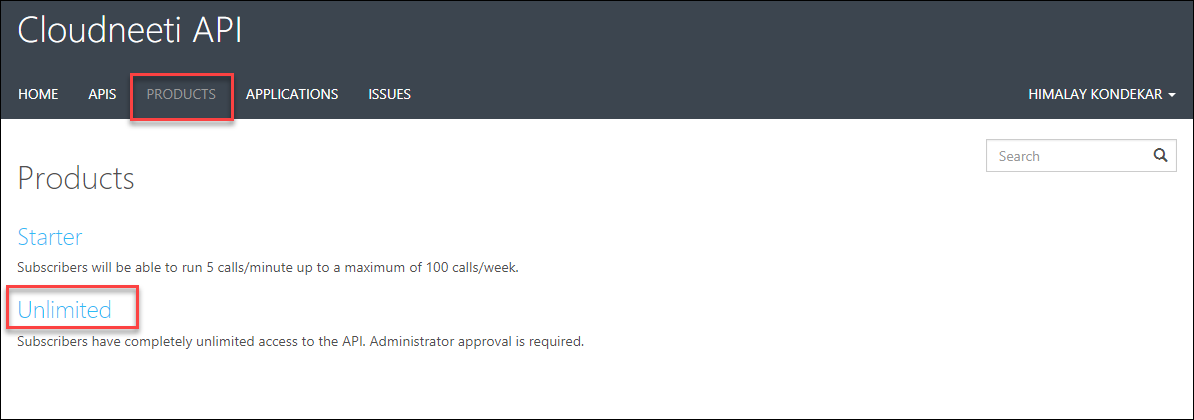 Cloudneeti API
HOME APIS PRODUCTS APPLICATIONS ISSUES HIMALAY KONDEKAR
Search
Products
Starter
Subscribers will be able to run 5 calls/minute up to a maximum of 100 calls/week.
Unlimited
Subscribers have completely unlimited access to the API. Administrator approval is required.